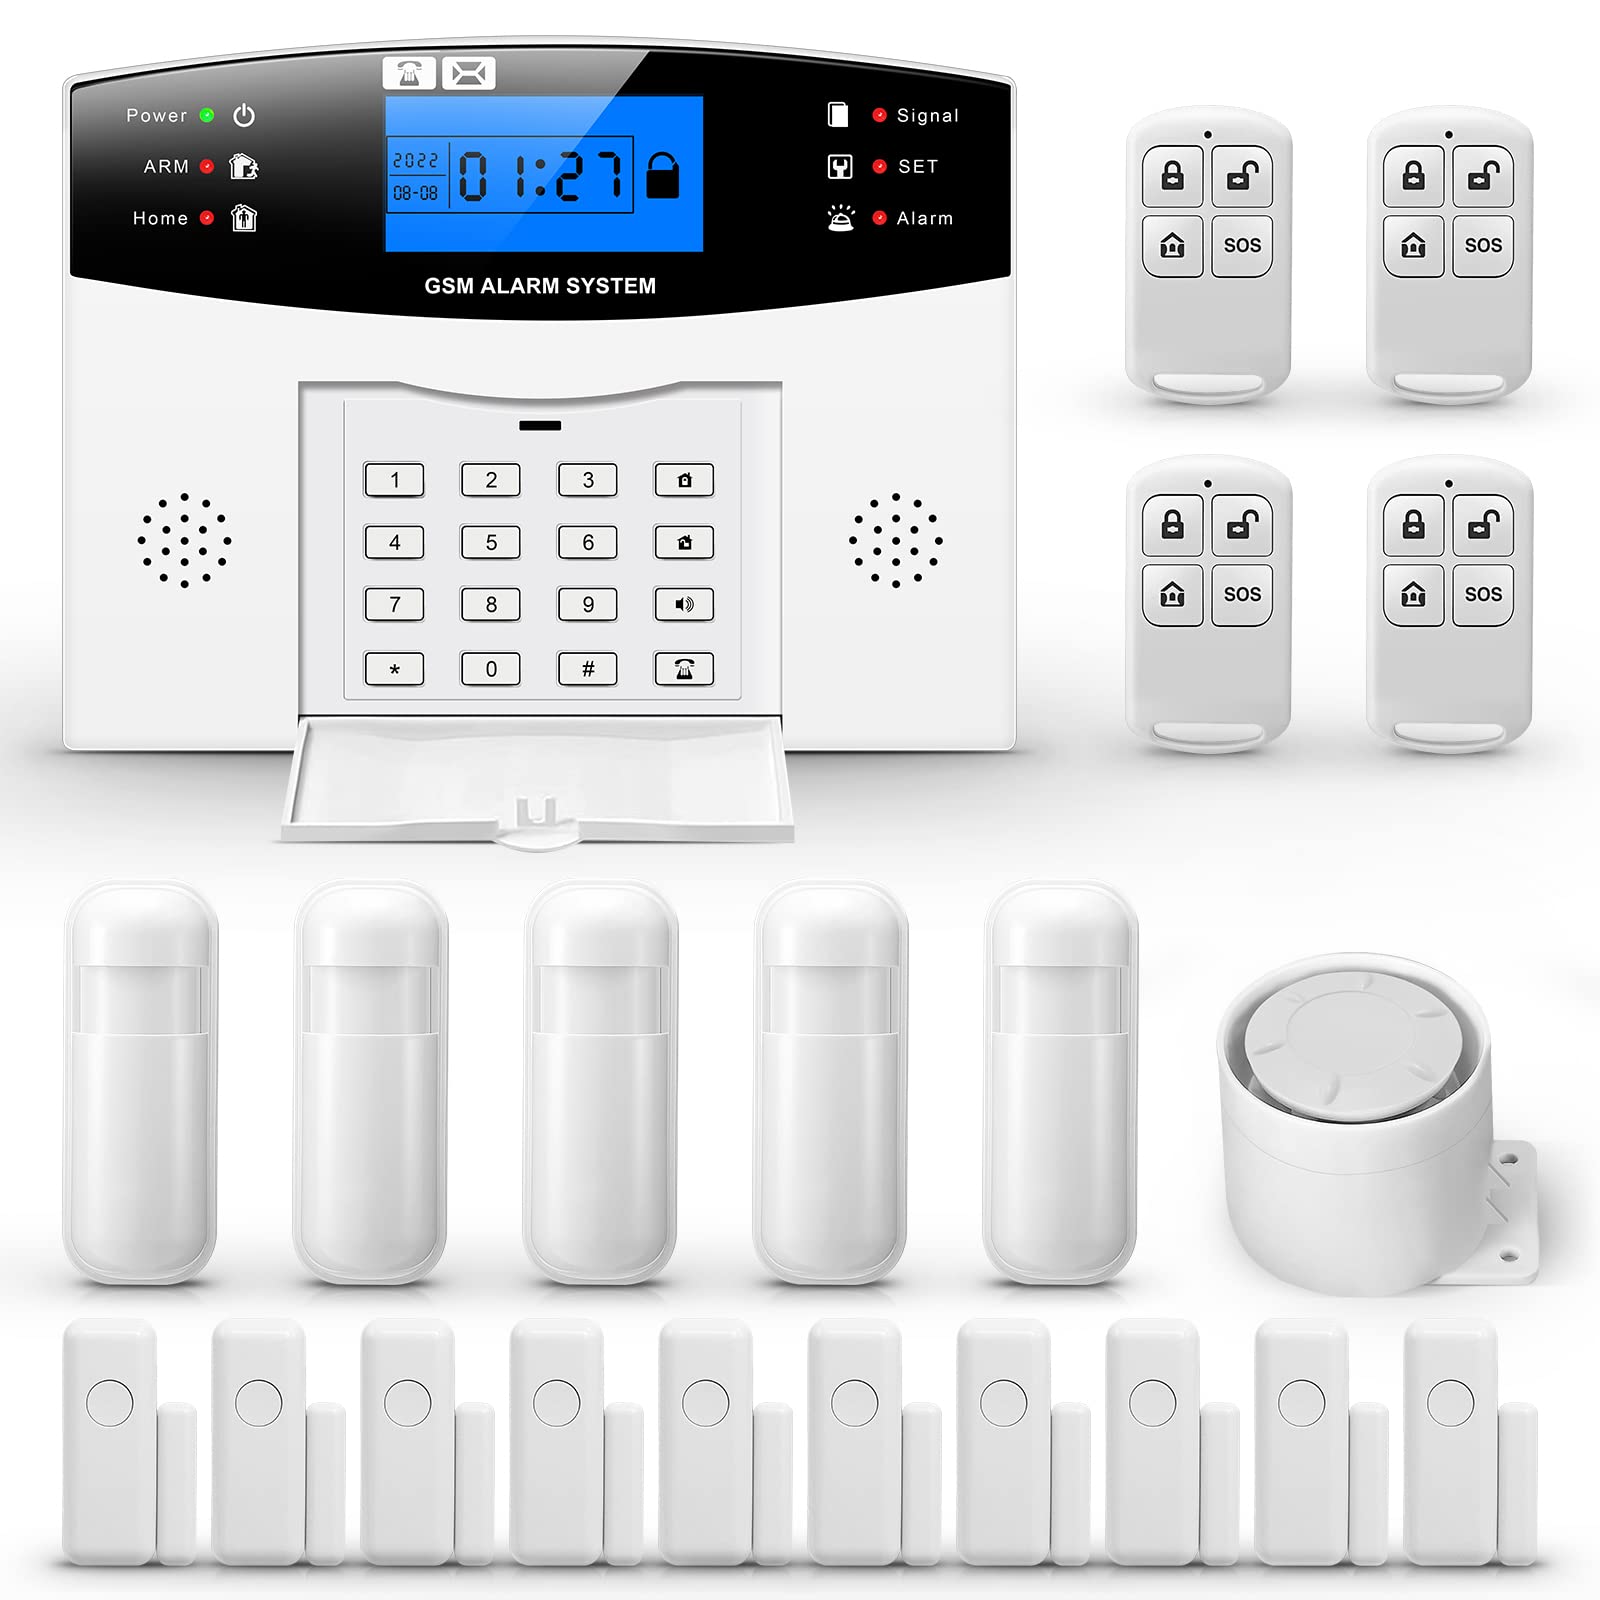 Power
ARM
Home
2022
08-08
01:27
Signal
SET
Alarm
GSM ALARM SYSTEM
1 2 3
4 5 6
7 8 9
* 0 #
SOS
SOS
SOS
SOS